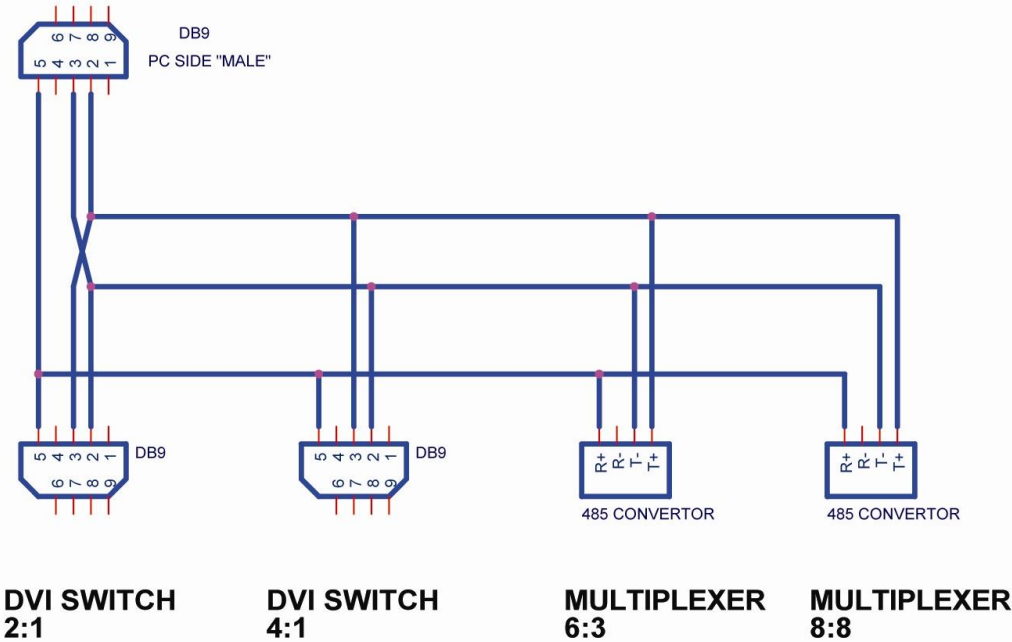 6 7 8 9
5 4 3 2 1
DB9
PC SIDE "MALE"
5 4 3 2 1
6 7 8 9
DB9
5 4 3 2 1
6 7 8 9
DB9
R+ R- T- T+
485 CONVERTOR
R+ R- T- T+
485 CONVERTOR
DVI SWITCH
2:1
DVI SWITCH
4:1
MULTIPLEXER
6:3
MULTIPLEXER
8:8